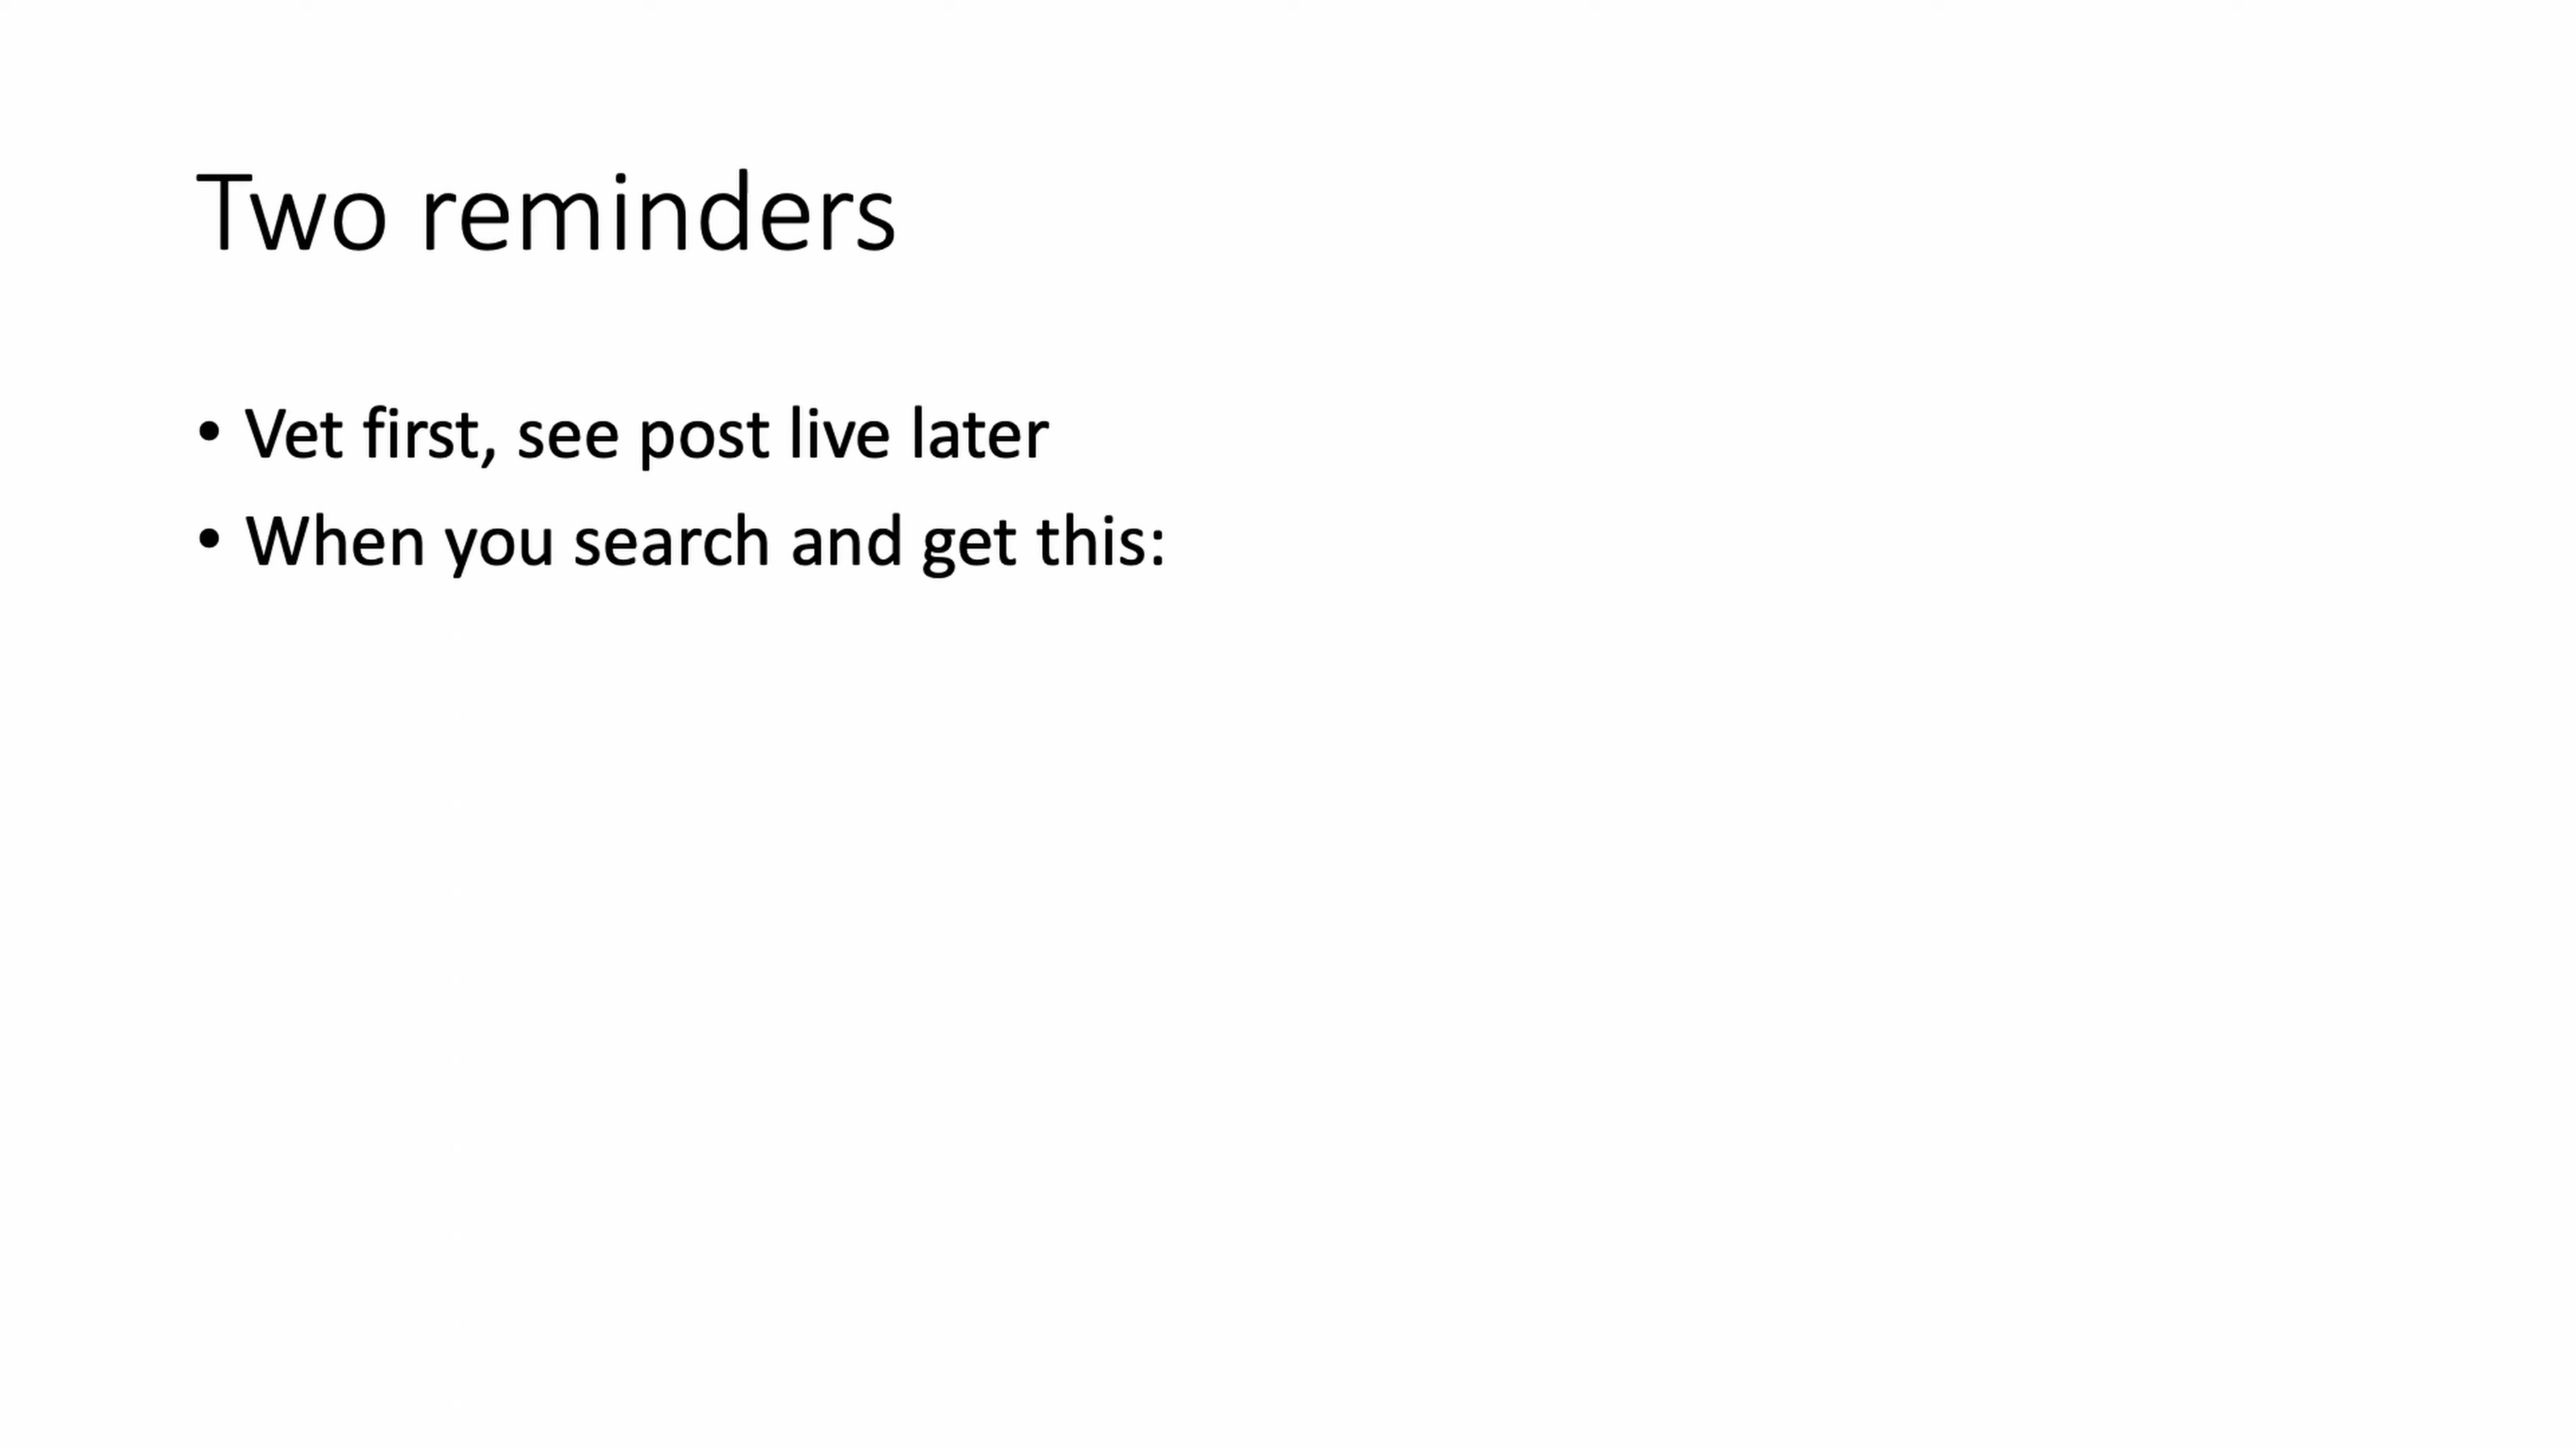 Two reminders
• Vet first, see post live later
• When you search and get this: